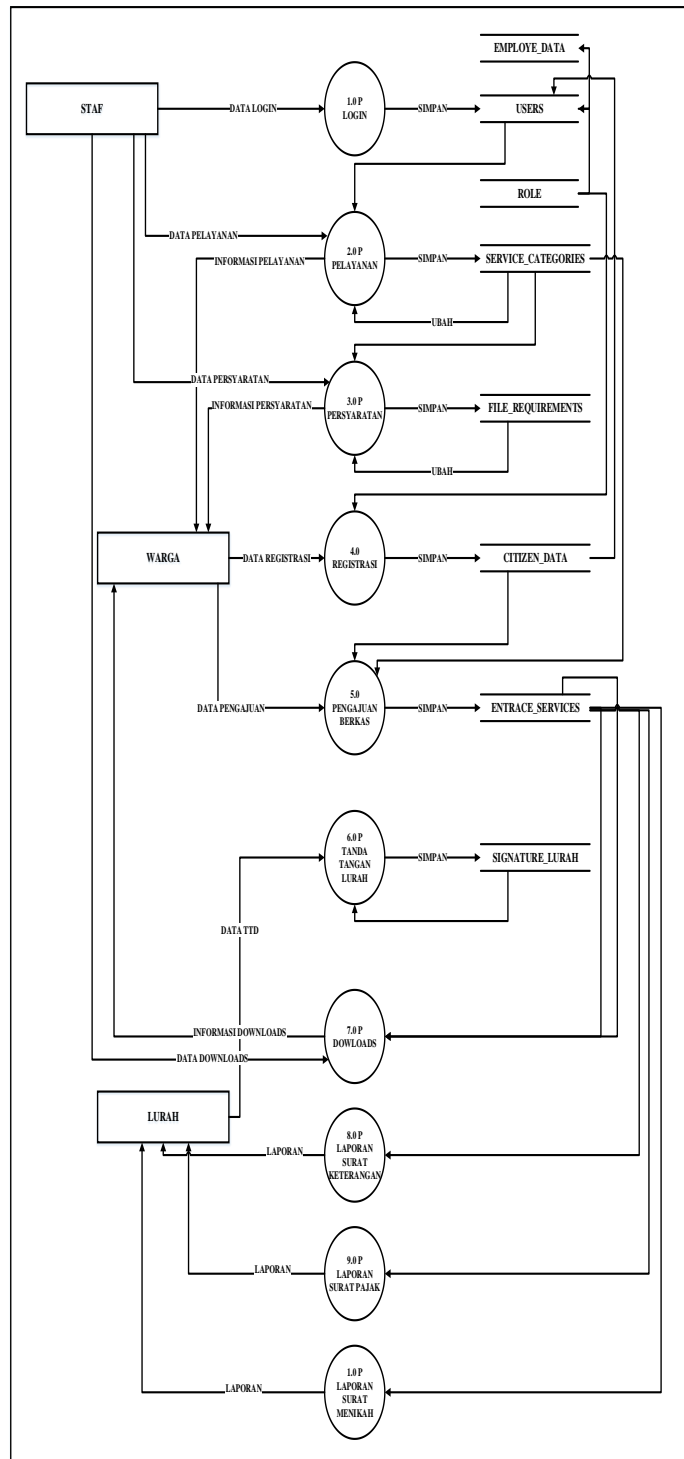 EMPLOYE_DATA
STAF
DATA LOGIN
1.0 P
LOGIN
SIMPAN
USERS
ROLE
DATA PELAYANAN
INFORMASI PELAYANAN
2.0 P
PELAYANAN
SIMPAN
SERVICE_CATEGORIES
UBAH
DATA PERSYARATAN
INFORMASI PERSYARATAN
3.0 P
PERSYARATAN
SIMPAN
FILE_REQUIREMENTS
UBAH
WARGA
DATA REGISTRASI
4.0
REGISTRASI
SIMPAN
CITIZEN_DATA
DATA PENGAJUAN
5.0
PENGAJUAN
BERKAS
SIMPAN
ENTRACE_SERVICES
6.0 P
TANDA
TANGAN
LURAH
SIMPAN
SIGNATURE_LURAH
DATA TTD
INFORMASI DOWNLOADS
7.0 P
DOWLOADS
DATA DOWNLOADS
LURAH
LAPORAN
8.0 P
LAPORAN
SURAT
KETERANGAN
LAPORAN
9.0 P
LAPORAN
SURAT PAJAK
LAPORAN
1.0 P
LAPORAN
SURAT
MENIKAH